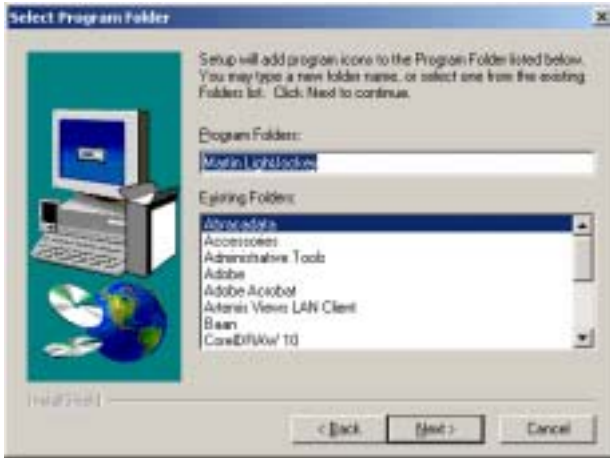 Select Program Folder
Setup will add program icons to the Program Folder listed below.
You may type a new folder name, or select one from the existing
Folders list. Click Next to continue.
Program Folders:
Martin LightJockey
Existing Folders:
Abracadata
Accessories
Administrative Tools
Adobe
Adobe Acrobat
Artemis Views LAN Client
Baan
CorelDRAW 10
InstallShield
< Back
Next >
Cancel